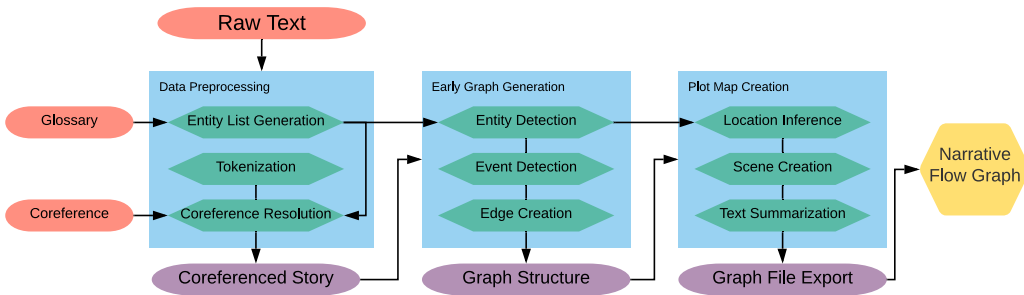 Raw Text
Data Preprocessing
Early Graph Generation
Plot Map Creation
Glossary
Entity List Generation
Entity Detection
Location Inference
Tokenization
Event Detection
Scene Creation
Narrative
Flow Graph
Coreference
Coreference Resolution
Edge Creation
Text Summarization
Coreferenced Story
Graph Structure
Graph File Export